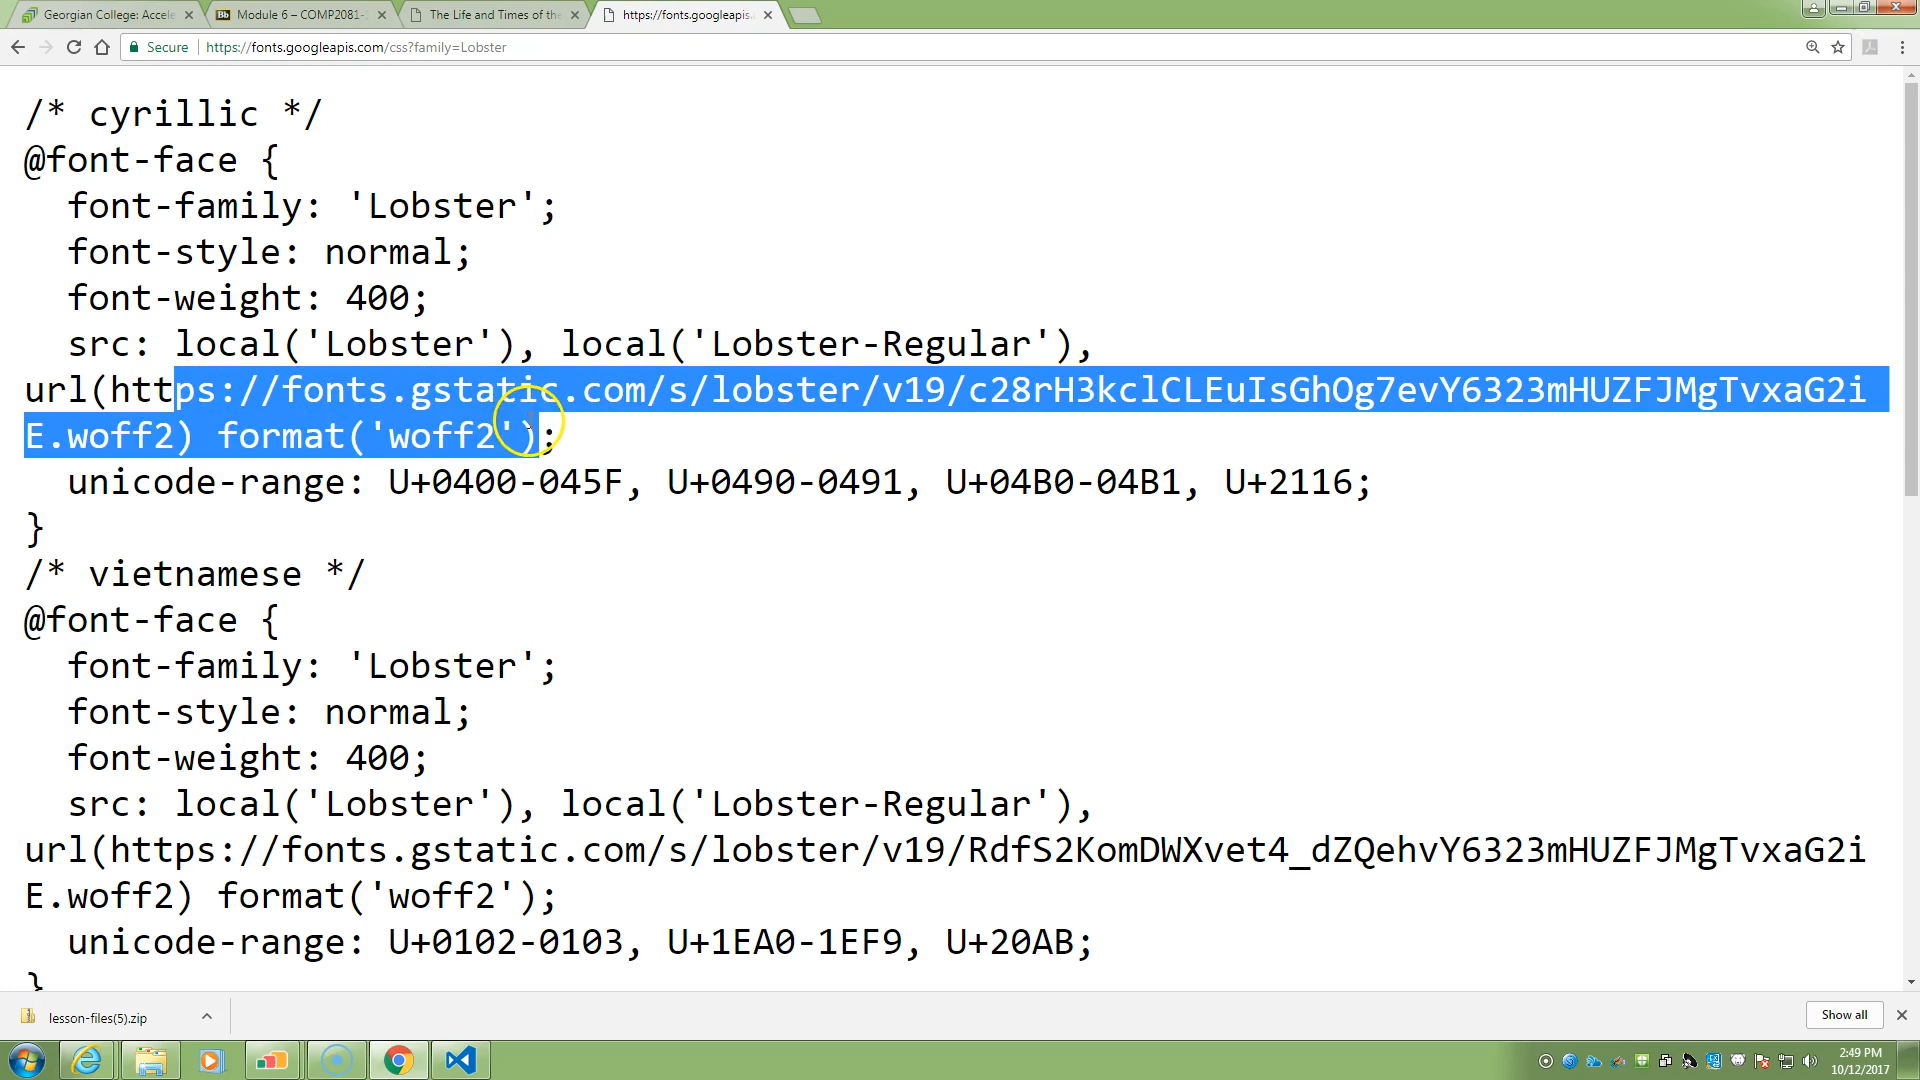 Georgian College: Accele
Module 6 – COMP2081-
The Life and Times of the
https://fonts.googleapis.
Secure https://fonts.googleapis.com/css?family=Lobster
/* cyrillic */
@font-face {
font-family: 'Lobster';
font-style: normal;
font-weight: 400;
src: local('Lobster'), local('Lobster-Regular'),
url(https://fonts.gstatic.com/s/lobster/v19/c28rH3kclCLEuIsGhOg7evY6323mHUZFJMgTvxaG2i
E.woff2) format('woff2');
unicode-range: U+0400-045F, U+0490-0491, U+04B0-04B1, U+2116;
}
/* vietnamese */
@font-face {
font-family: 'Lobster';
font-style: normal;
font-weight: 400;
src: local('Lobster'), local('Lobster-Regular'),
url(https://fonts.gstatic.com/s/lobster/v19/RdfS2KomDWXvet4_dZQehvY6323mHUZFJMgTvxaG2i
E.woff2) format('woff2');
unicode-range: U+0102-0103, U+1EA0-1EF9, U+20AB;
}
lesson-files(5).zip
Show all
2:49 PM
10/12/2017